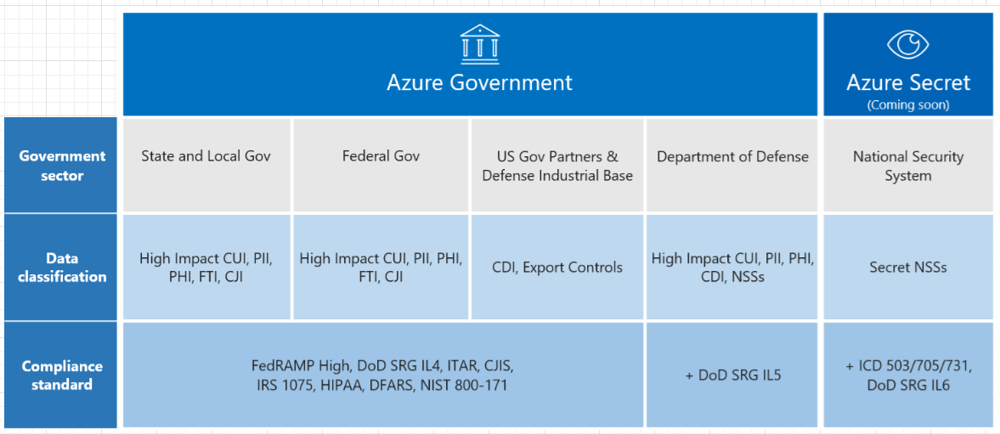 Azure Government
Azure Secret
(Coming soon)
Government
sector
State and Local Gov
Federal Gov
US Gov Partners &
Defense Industrial Base
Department of Defense
National Security
System
Data
classification
High Impact CUI, PII,
PHI, FTI, CJI
High Impact CUI, PII, PHI,
FTI, CJI
CDI, Export Controls
High Impact CUI, PII, PHI,
CDI, NSSs
Secret NSSs
Compliance
standard
FedRAMP High, DoD SRG IL4, ITAR, CJIS,
IRS 1075, HIPAA, DFARS, NIST 800-171
+ DoD SRG IL5
+ ICD 503/705/731,
DoD SRG IL6